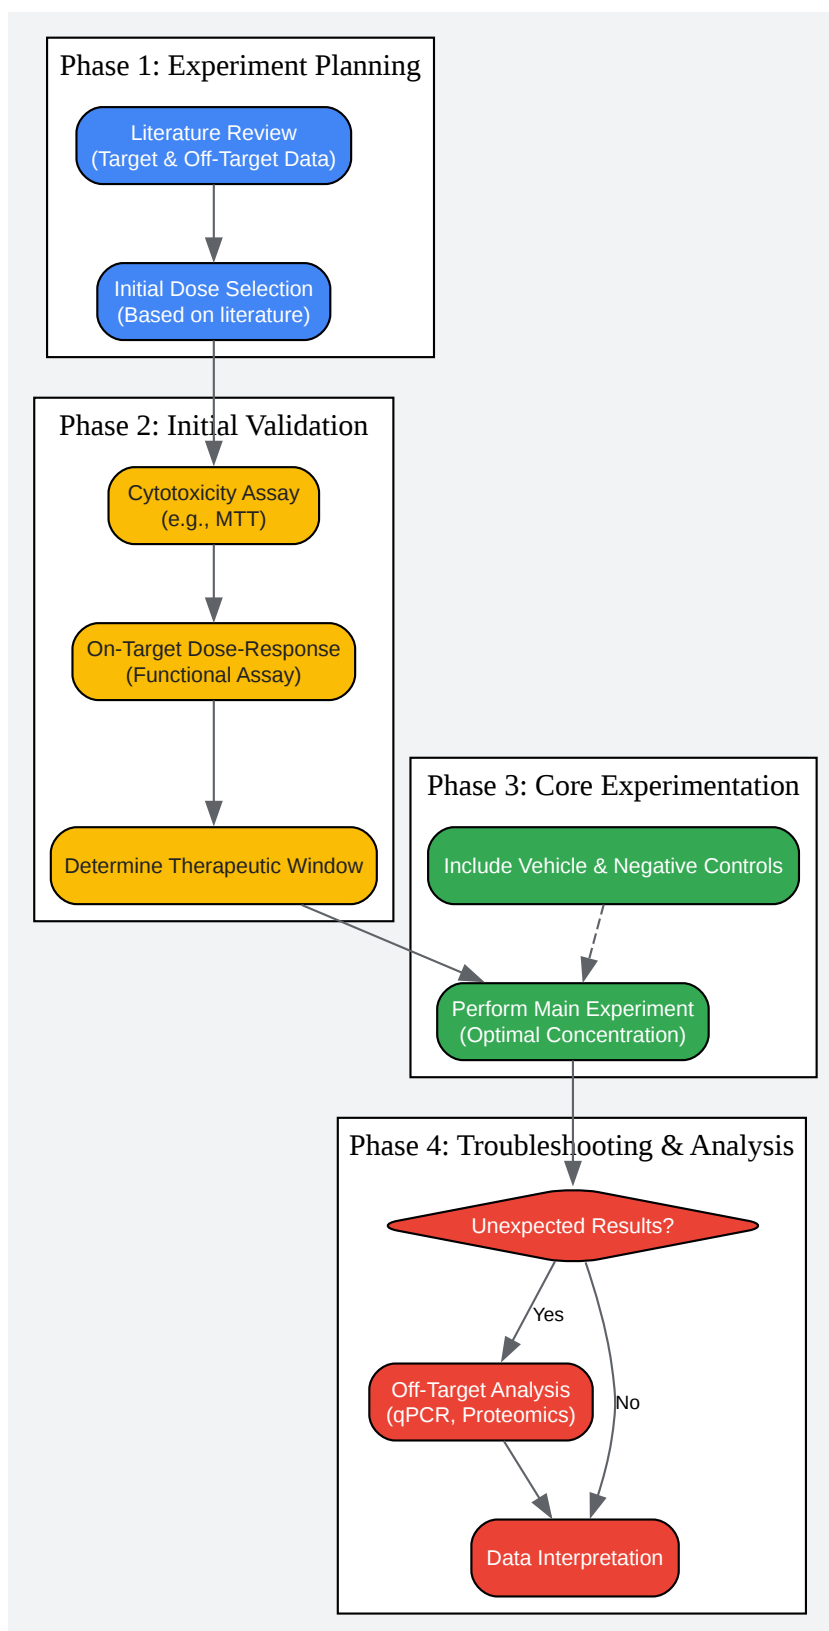 Phase 1: Experiment Planning
Literature Review
(Target & Off-Target Data)
Initial Dose Selection
(Based on literature)
Phase 2: Initial Validation
Cytotoxicity Assay
(e.g., MTT)
On-Target Dose-Response
(Functional Assay)
Determine Therapeutic Window
Phase 3: Core Experimentation
Include Vehicle & Negative Controls
Perform Main Experiment
(Optimal Concentration)
Phase 4: Troubleshooting & Analysis
Unexpected Results?
Yes
Off-Target Analysis
(qPCR, Proteomics)
No
Data Interpretation